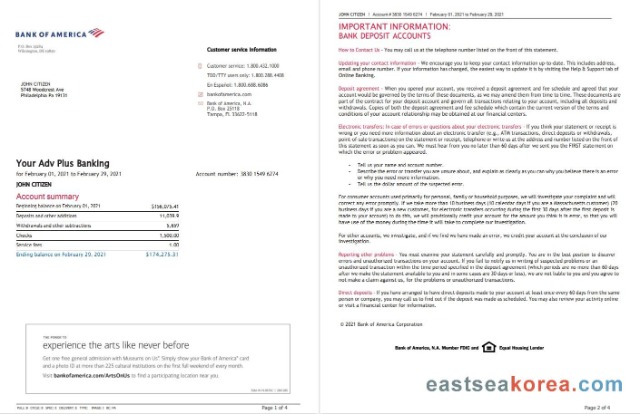 BANK OF AMERICA
P.O. Box 15284
Wilmington, DE 19850
Customer service information
Customer service: 1.800.432.1000
TDD/TTY users only: 1.800.288.4408
En Español: 1.800.688.6086
bankofamerica.com
Bank of America, N.A.
P.O. Box 25118
Tampa, FL 33622-5118
JOHN CITIZEN
5748 Woodcrest Ave
Philadelphia PA 19131
Your Adv Plus Banking
for February 01, 2021 to February 29, 2021
Account number: 3830 1549 6274
JOHN CITIZEN
Account summary
Beginning balance on February 01, 2021
Deposits and other additions
Withdrawals and other subtractions
Checks
1,500.00
Service fees
1.00
Ending balance on February 29, 2021
$174,275.31
experience the arts like never before
Get one free general admission with Museums on Us® Simply show your Bank of America® card
and a photo ID at more than 225 cultural institutions on the first full weekend of every month.
Visit bankofamerica.com/ArtsOnUs to find a participating location near you.
Page 1 of 4
JOHN CITIZEN | Account# 3830 1549 6274 | February 01, 2021 to February 28, 2021
IMPORTANT INFORMATION:
BANK DEPOSIT ACCOUNTS
How to Contact Us - You may call us at the telephone number listed on the front of this statement.
Updating your contact information - We encourage you to keep your contact information up-to-date. This includes address,
email and phone number. If your information has changed, the easiest way to update it is by visiting the Help & Support tab of
Online Banking.
Deposit agreement - When you opened your account, you received a deposit agreement and fee schedule and agreed that your
account would be governed by the terms of these documents, as we may amend them from time to time. These documents are
part of the contract for your deposit account and govern all transactions relating to your account, including all deposits and
withdrawals. Copies of both the deposit agreement and fee schedule which contain the current version of the terms and
conditions of your account relationship may be obtained at our financial centers.
Electronic transfers: In case of errors or questions about your electronic transfers - If you think your statement or receipt is
wrong or you need more information about an electronic transfer (e.g., ATM transactions, direct deposits or withdrawals,
point of sale transactions) on the statement or receipt, telephone or write us at the address and number listed on the front of
this statement as soon as you can. We must hear from you no later than 60 days after we sent you the FIRST statement on
which the error or problem appeared.
- Tell us your name and account number.
- Describe the error or transfer you are unsure about, and explain as clearly as you can why you believe there is an error
or why you need more information.
- Tell us the dollar amount of the suspected error.
For consumer accounts used primarily for personal, family or household purposes, we will investigate your complaint and will
correct any error promptly. If we take more than 10 business days (10 calendar days if you are a Massachusetts customer) (20
business days if you are a new customer, for electronic transfers occurring during the first 30 days after the first deposit is
made to your account) to do this, we will provisionally credit your account for the amount you think is in error, so that you will
have use of the money during the time it will take to complete our investigation.
For other accounts, we investigate, and if we find we have made an error, we credit your account at the conclusion of our
investigation.
Reporting other problems - You must examine your statement carefully and promptly. You are in the best position to discover
errors and unauthorized transactions on your account. If you fail to notify us in writing of suspected problems or an
unauthorized transaction within the time period specified in the deposit agreement (which periods are no more than 60 days
after we make the statement available to you and in some cases are 30 days or less), we are not liable to you and you agree to
not make a claim against us, for the problems or unauthorized transactions.
Direct deposits - If you have arranged to have direct deposits made to your account at least once every 60 days from the same
person or company, you may call us to find out if the deposit was made as scheduled. You may also review your activity online
or visit a financial center for information.
© 2021 Bank of America Corporation
Bank of America, N.A. Member FDIC and Equal Housing Lender
eastseakorea.com
Page 2 of 4